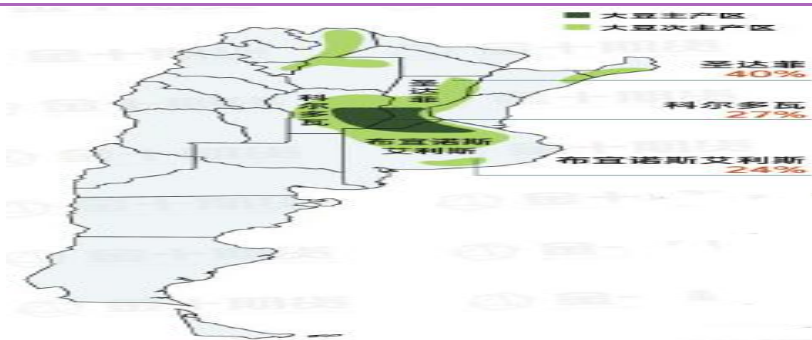 大豆主产区
大豆次主产区
圣达菲
40%
科尔多瓦
27%
布宜诺斯艾利斯
24%
圣达菲
科尔多瓦
布宜诺斯
艾利斯